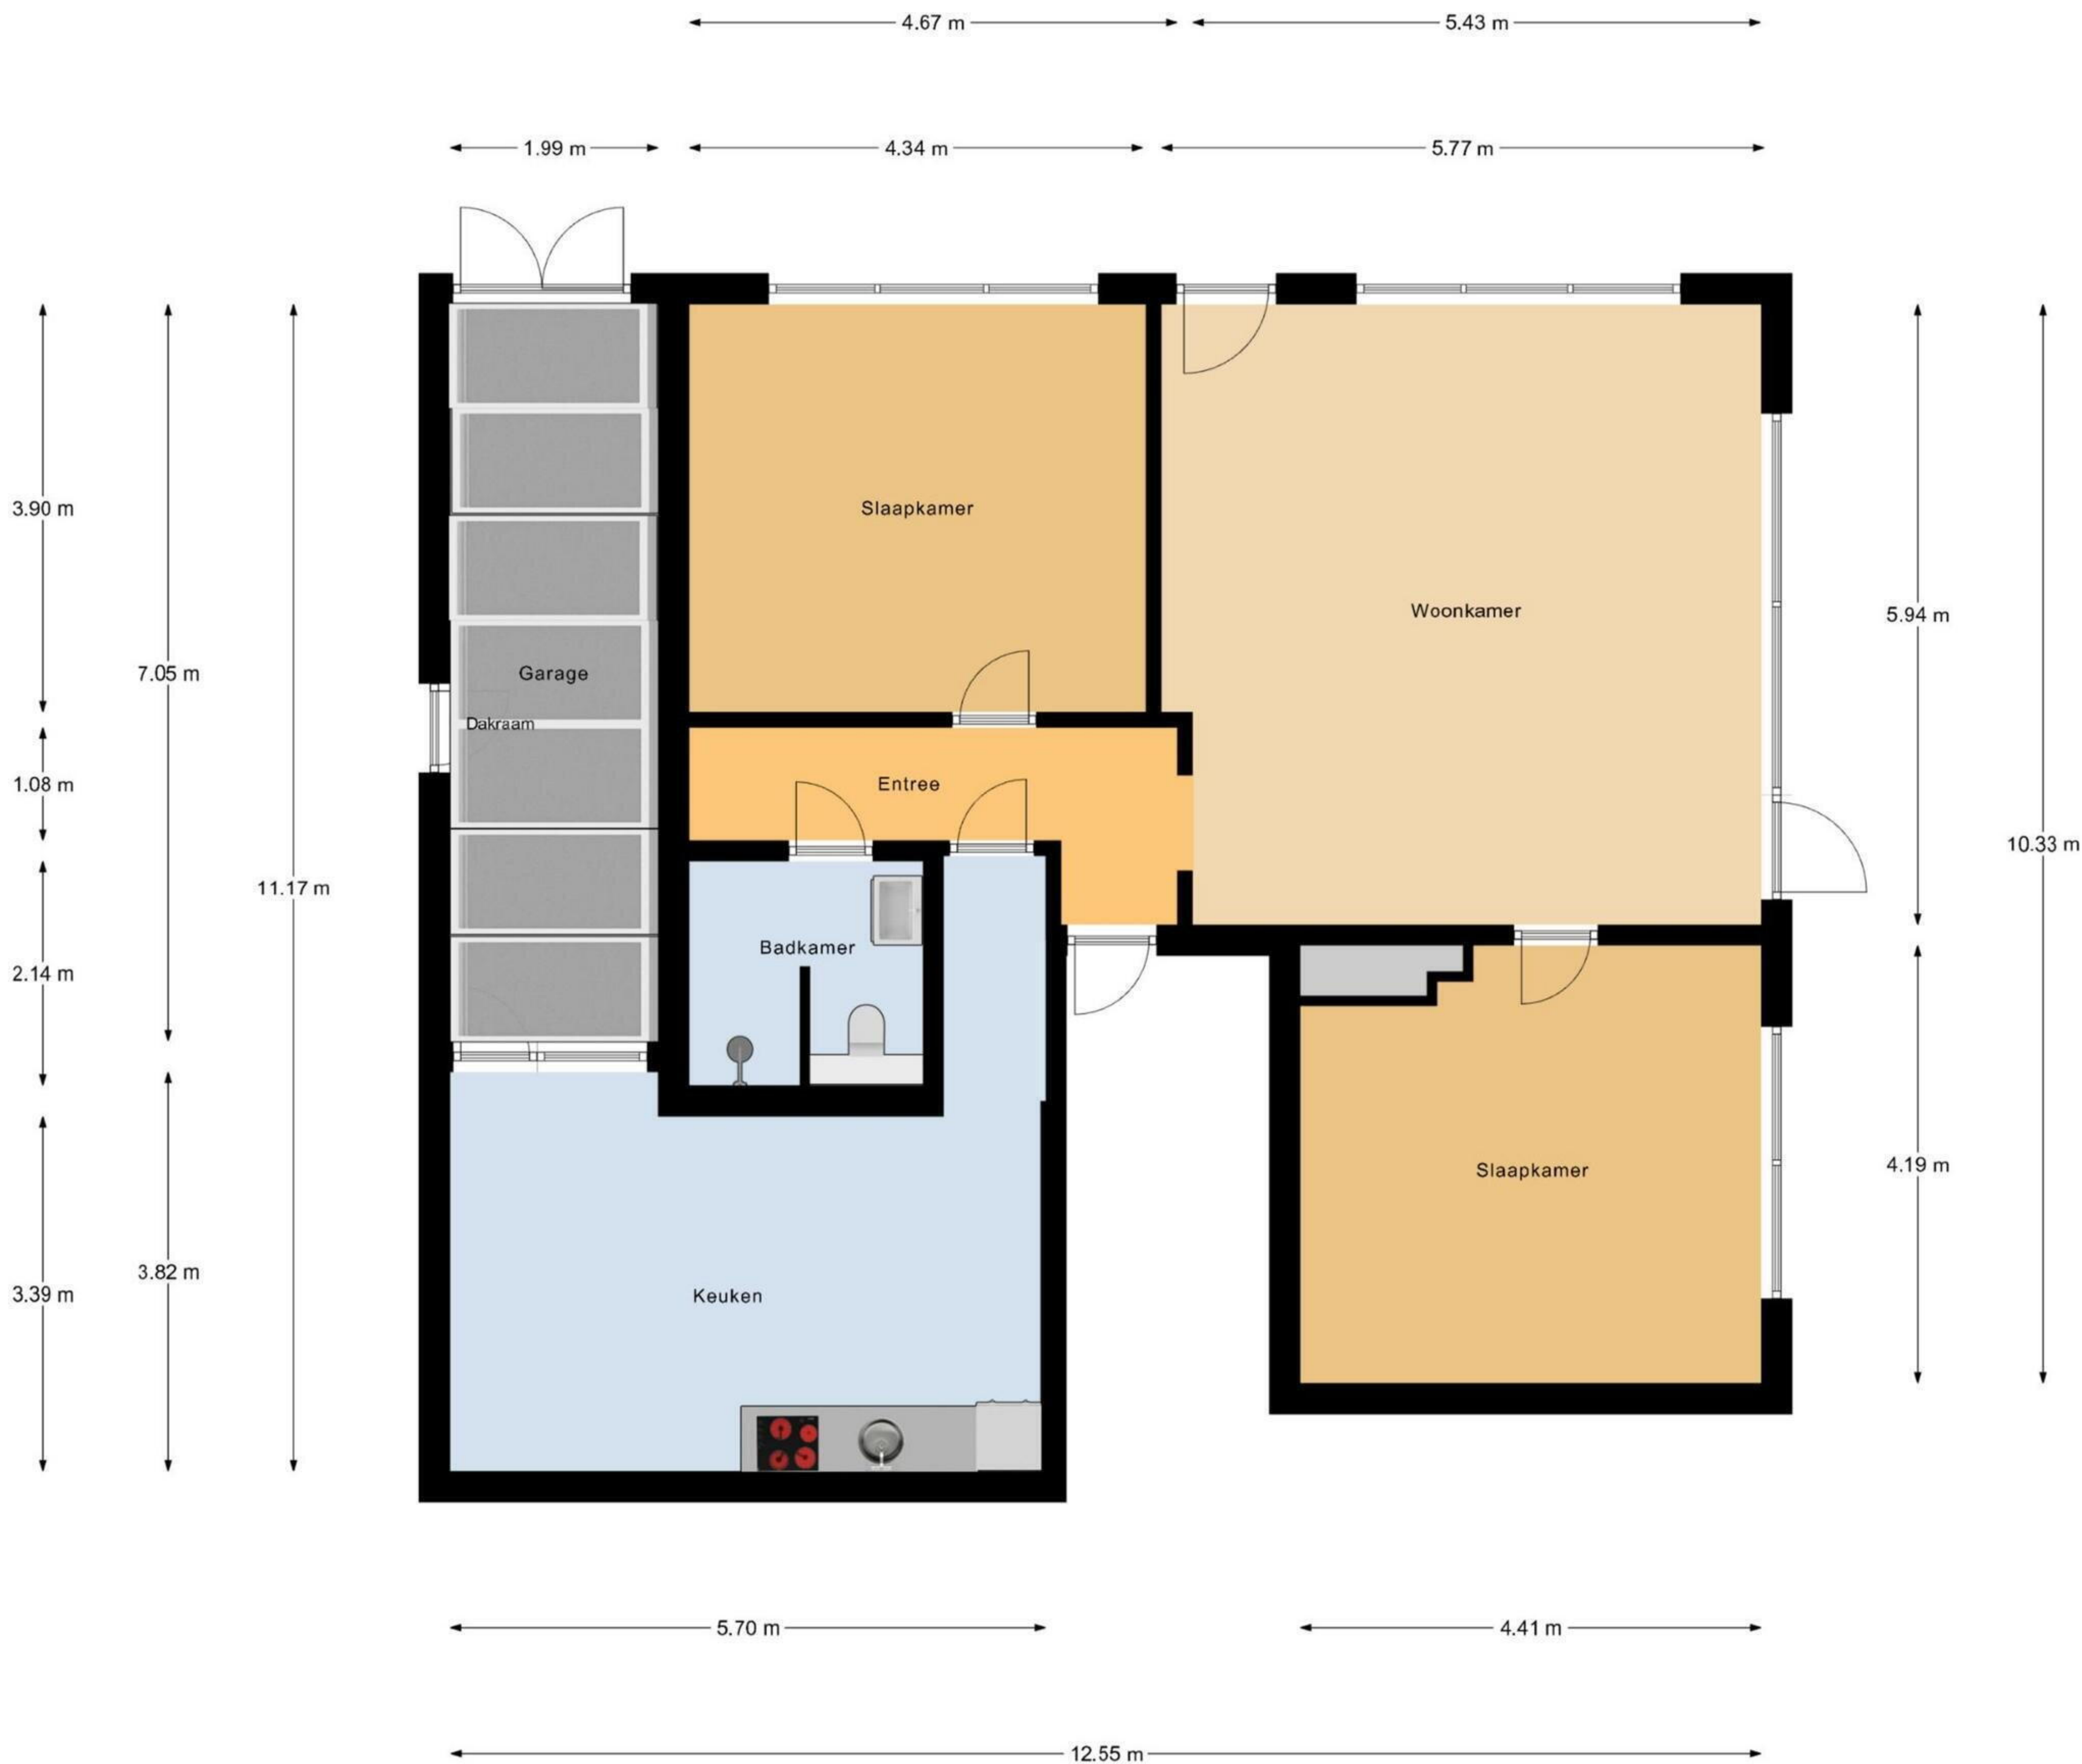 4.67 m
5.43 m
1.99 m
4.34 m
5.77 m
3.90 m
Slaapkamer
Woonkamer
5.94 m
7.05 m
Garage
Dakraam
1.08 m
Entree
10.33 m
11.17 m
Badkamer
2.14 m
4.19 m
Slaapkamer
3.82 m
3.39 m
Keuken
5.70 m
4.41 m
12.55 m